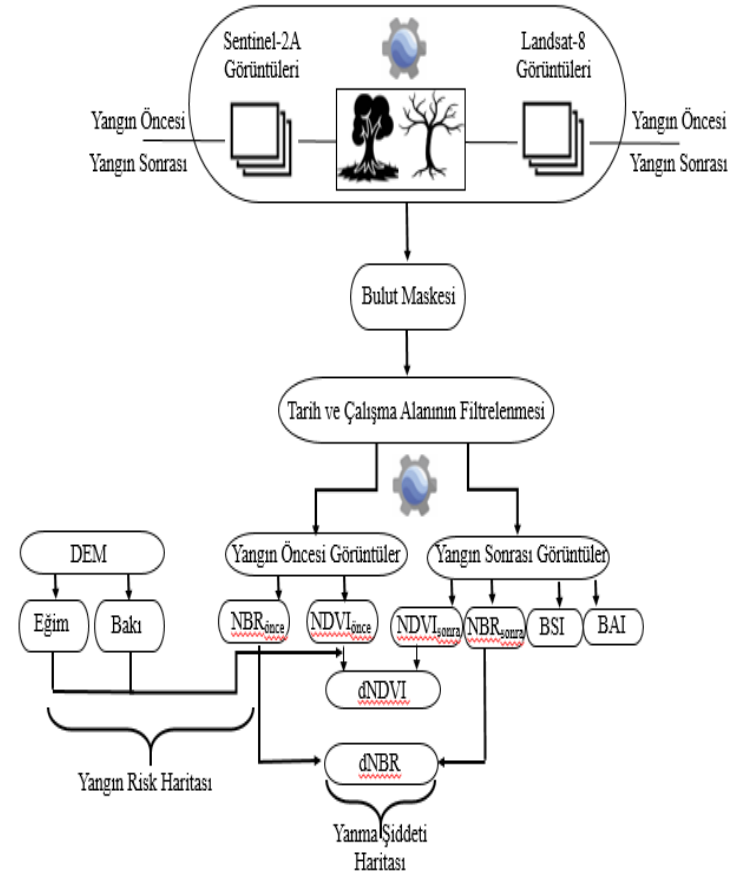 Sentinel-2A
Görüntüleri
Landsat-8
Görüntüleri
Yangın Öncesi
Yangın Sonrası
Yangın Öncesi
Yangın Sonrası
Bulut Maskesi
Tarih ve Çalışma Alanının Filtrelenmesi
DEM
Yangın Öncesi Görüntüler
Yangın Sonrası Görüntüler
Eğim
Bakı
NBRönce
NDVIönce
NDVIsonra
NBRsonra
BSI
BAI
dNDVI
dNBR
Yangın Risk Haritası
Yanma Şiddeti
Haritası